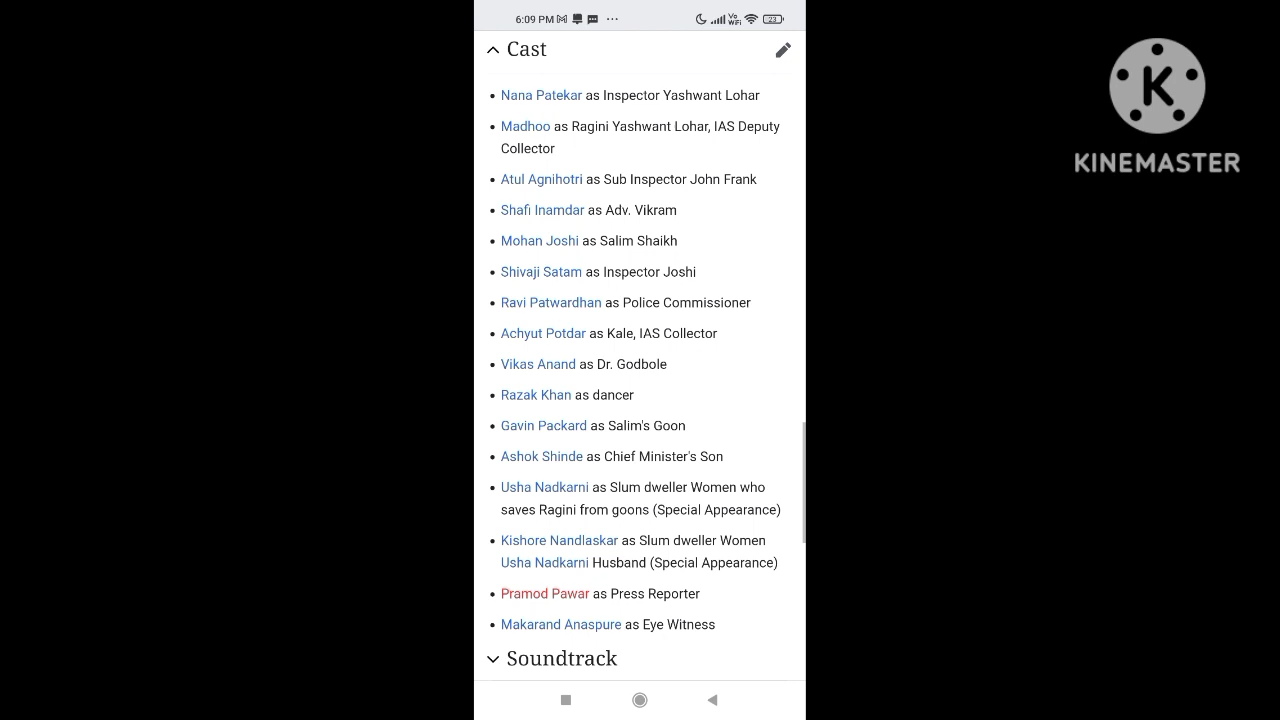 6:09 PM
Vo
WiFi
23
Cast
K
KINEMASTER
• Nana Patekar as Inspector Yashwant Lohar
• Madhoo as Ragini Yashwant Lohar, IAS Deputy
Collector
• Atul Agnihotri as Sub Inspector John Frank
• Shafi Inamdar as Adv. Vikram
• Mohan Joshi as Salim Shaikh
• Shivaji Satam as Inspector Joshi
• Ravi Patwardhan as Police Commissioner
• Achyut Potdar as Kale, IAS Collector
• Vikas Anand as Dr. Godbole
• Razak Khan as dancer
• Gavin Packard as Salim's Goon
• Ashok Shinde as Chief Minister's Son
• Usha Nadkarni as Slum dweller Women who
saves Ragini from goons (Special Appearance)
• Kishore Nandlaskar as Slum dweller Women
Usha Nadkarni Husband (Special Appearance)
• Pramod Pawar as Press Reporter
• Makarand Anaspure as Eye Witness
Soundtrack